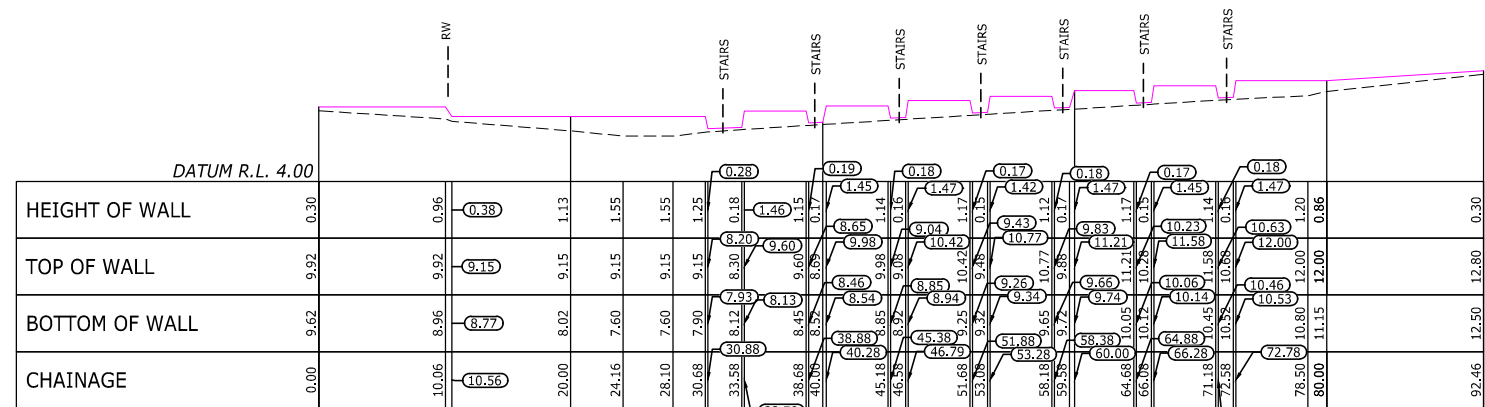 RW
STAIRS STAIRS STAIRS STAIRS STAIRS STAIRS STAIRS
DATUM R.L. 4.00
0.28 0.19 0.18 0.17 0.18 0.17 0.18
1.45 1.47 1.42 1.47 1.45 1.47
HEIGHT OF WALL 0.30 0.96 0.38 1.13 1.55 1.55 1.25 0.18 1.46 1.15 0.17 1.14 0.16 1.17 0.15 1.12 0.17 1.17 0.15 1.14 0.16 1.20 0.86 0.30
8.20 9.60 8.65 9.98 9.04 10.42 9.43 10.77 9.83 11.21 10.23 11.58 10.63 12.00
TOP OF WALL 9.92 9.92 9.15 9.15 9.15 9.15 9.15 8.30 9.60 8.69 9.98 9.08 10.42 9.48 10.77 9.88 11.21 10.28 11.58 10.68 12.00 12.00 12.80
7.93 8.13 8.46 8.54 8.85 8.94 9.26 9.34 9.66 9.74 10.06 10.14 10.46 10.53
BOTTOM OF WALL 9.62 8.96 8.77 8.02 7.60 7.60 7.90 8.12 8.45 8.52 8.85 8.92 9.25 9.32 9.65 9.72 10.05 10.12 10.45 10.52 10.80 11.15 12.50
30.88 38.88 40.28 45.38 46.79 51.88 53.28 58.38 60.00 64.88 66.28 72.78
CHAINAGE 0.00 10.06 10.56 20.00 24.16 28.10 30.68 33.58 38.68 40.00 45.18 46.58 51.68 53.08 58.18 59.58 64.68 66.08 71.18 72.58 78.50 80.00 92.46